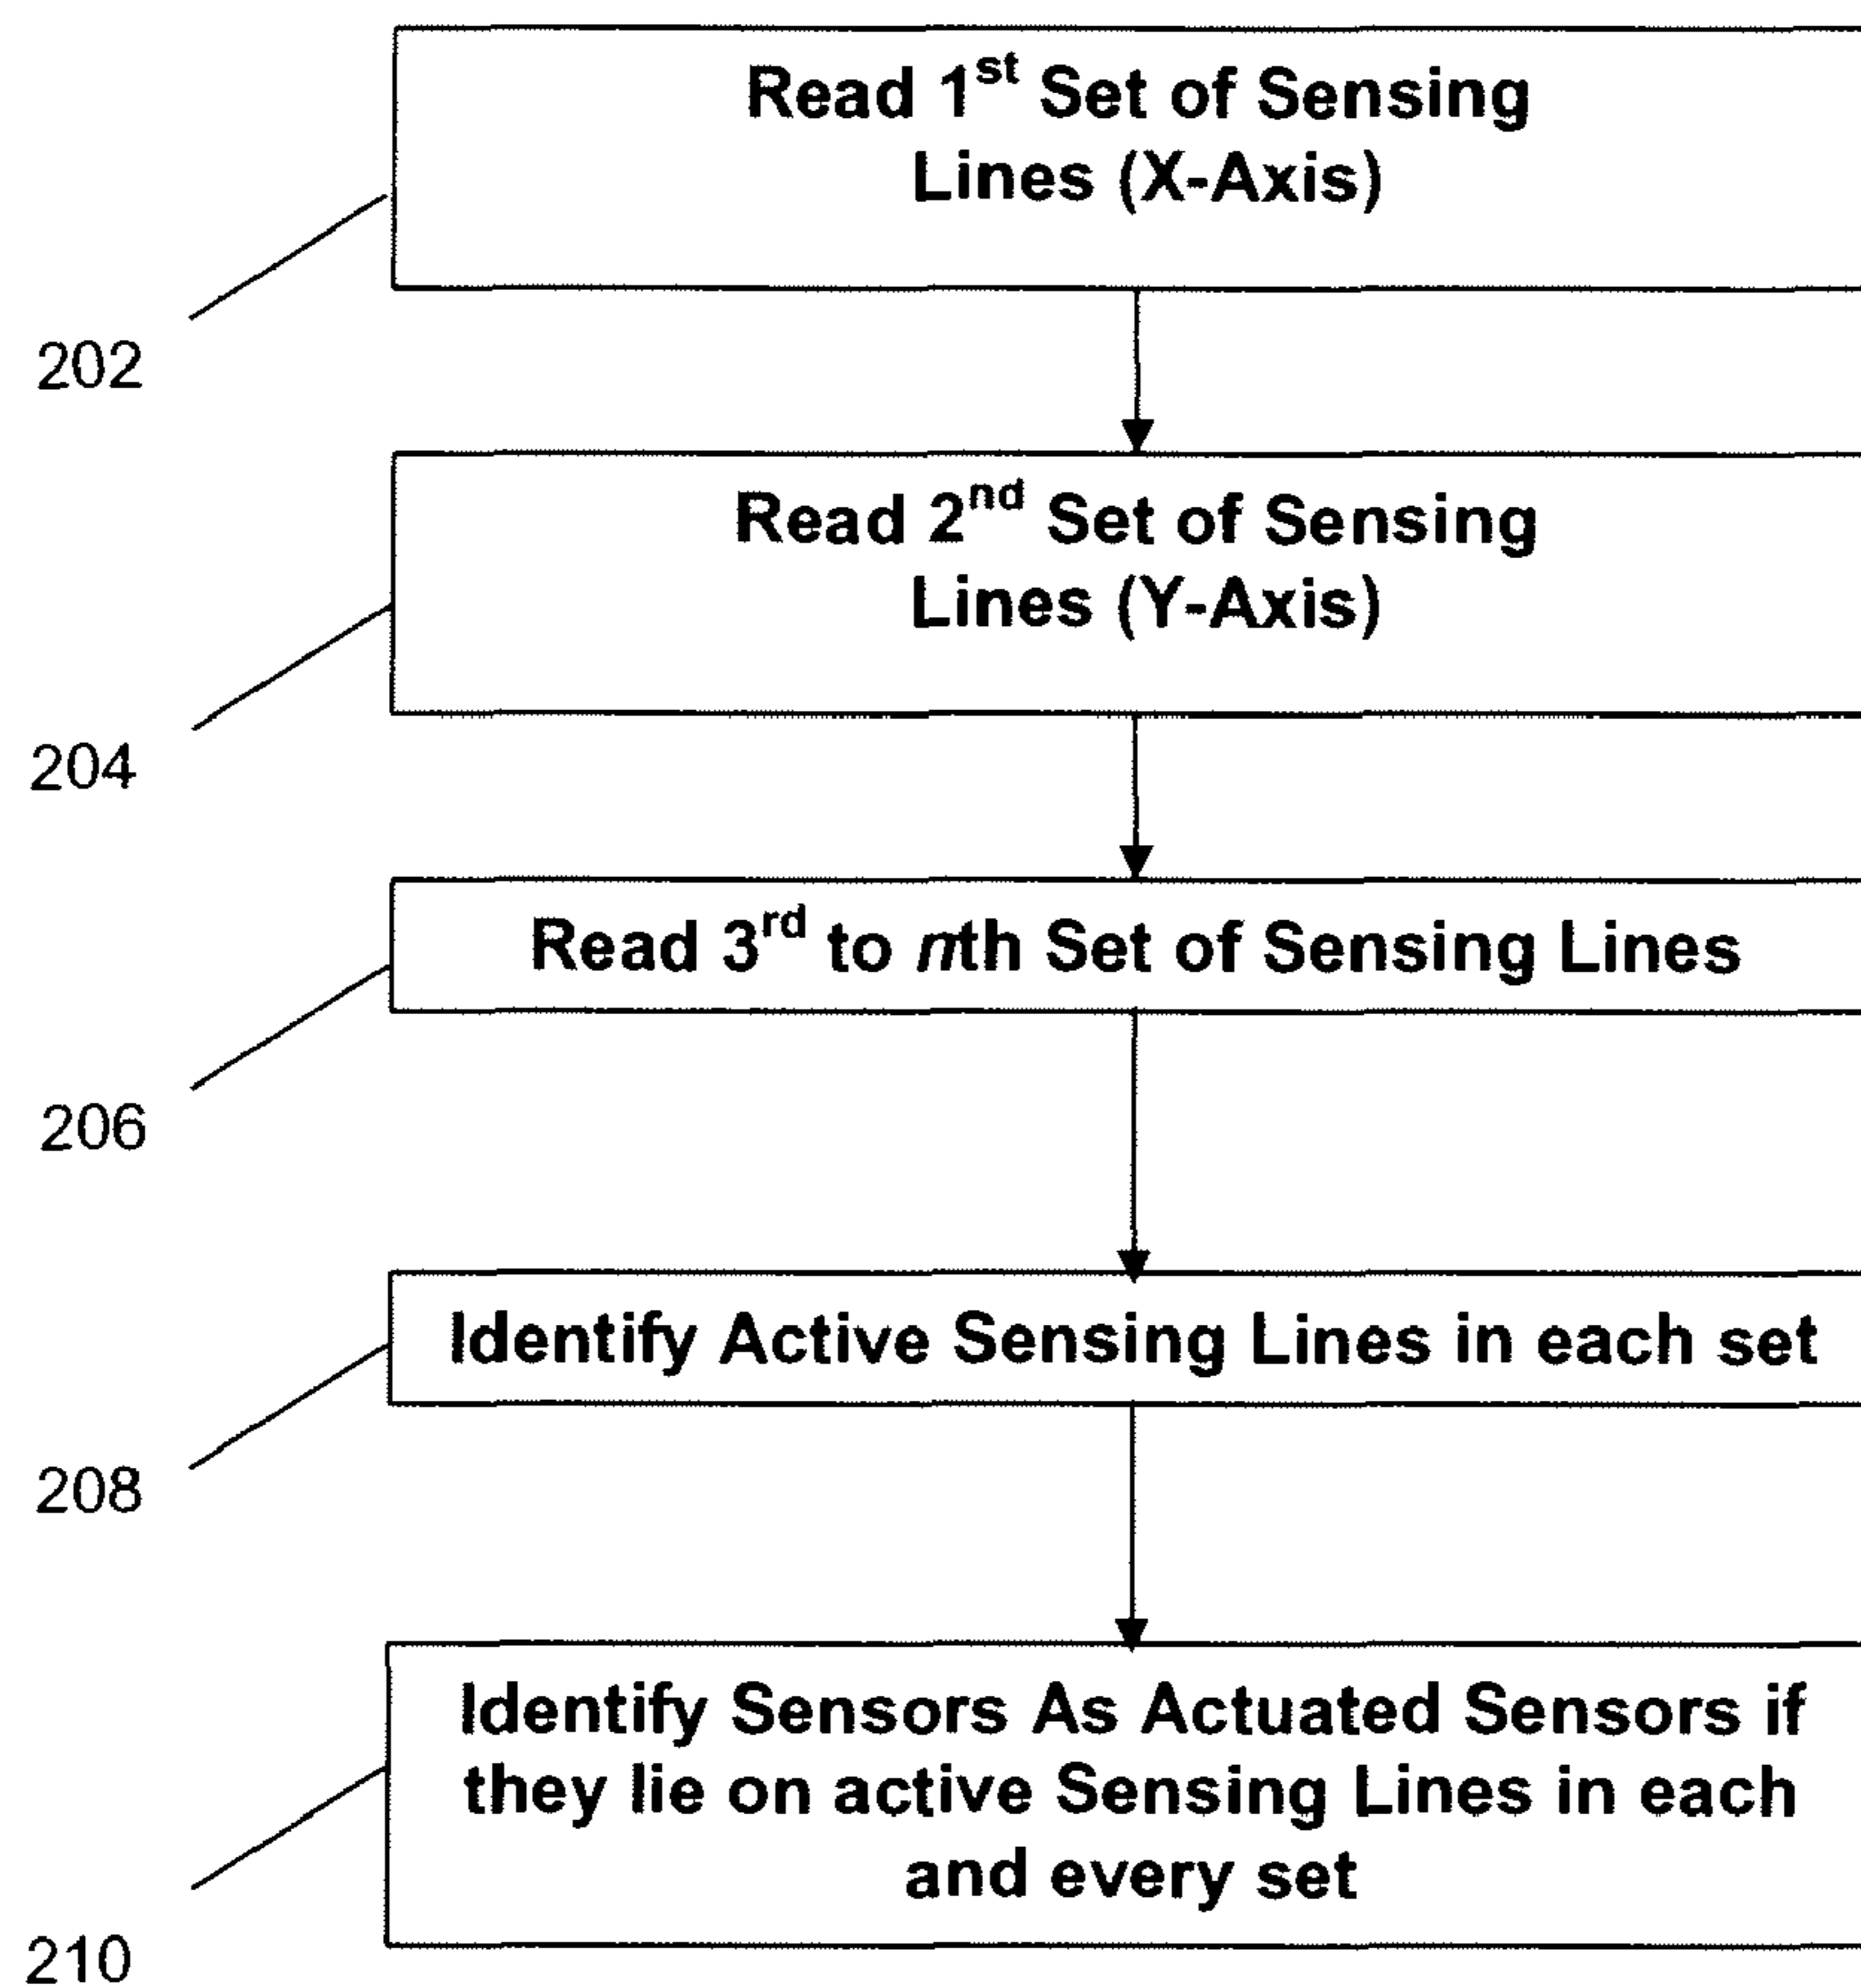 Read 1st Set of Sensing
Lines (X-Axis)
202
Read 2nd Set of Sensing
Lines (Y-Axis)
204
Read 3rd to nth Set of Sensing Lines
206
Identify Active Sensing Lines in each set
208
Identify Sensors As Actuated Sensors if
they lie on active Sensing Lines in each
and every set
210